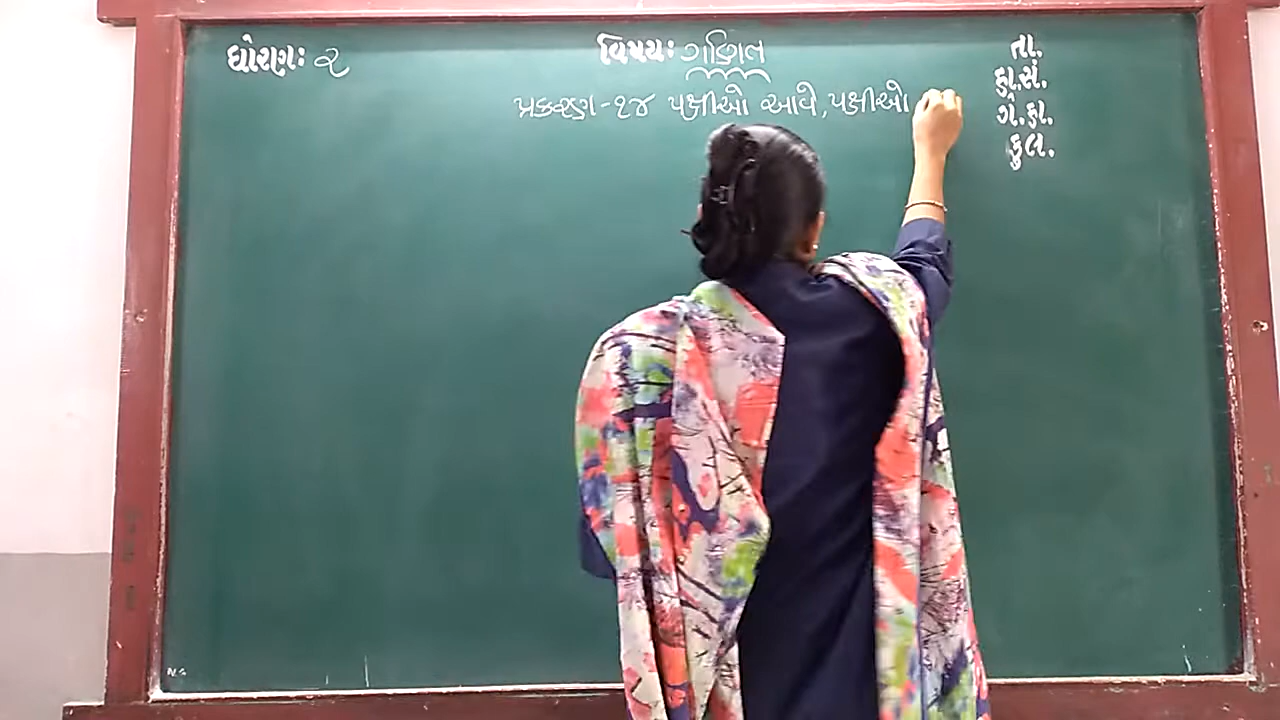 ધોરણ: ૨
વિષય: ગણિત
પ્રકરણ-૧૪ પક્ષીઓ આવે, પક્ષીઓ
તા.
હા.સં.
ગે.હા.
કુલ.